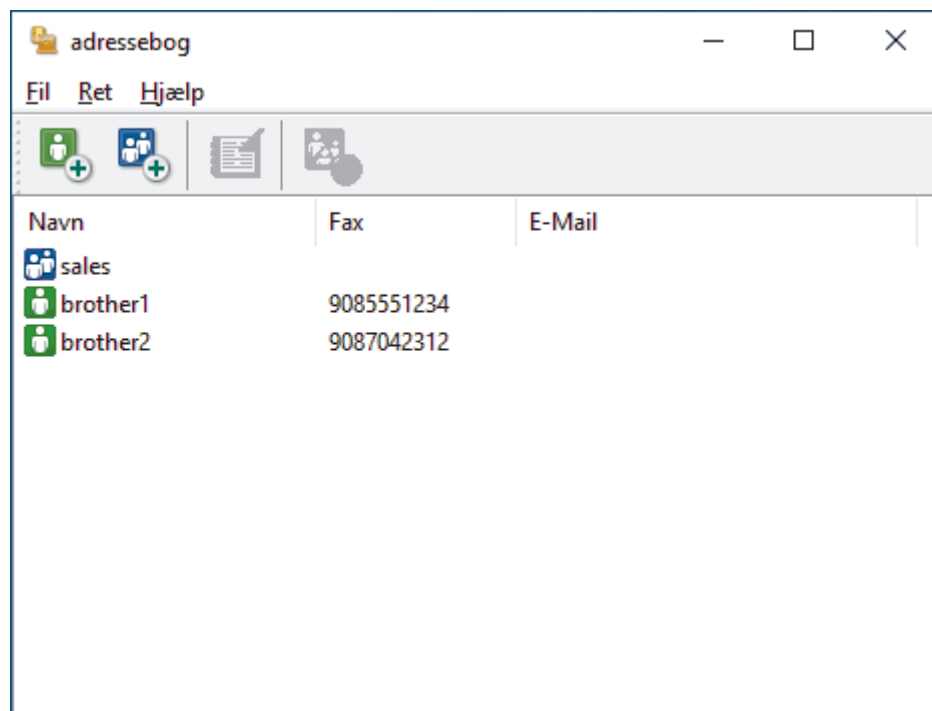 adressebog
Fil Ret Hjælp
Navn Fax E-Mail
sales
brother1 9085551234
brother2 9087042312